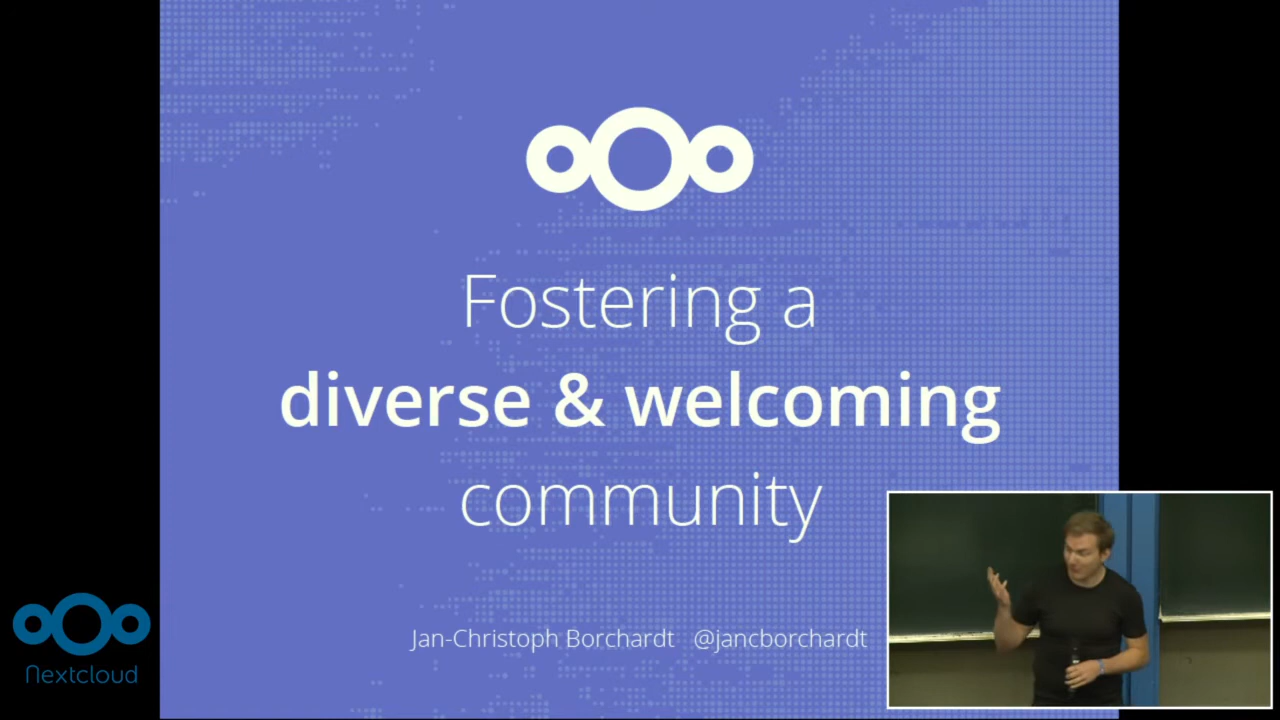 Fostering a
diverse & welcoming
community
Jan-Christoph Borchardt @jancborchardt
Nextcloud